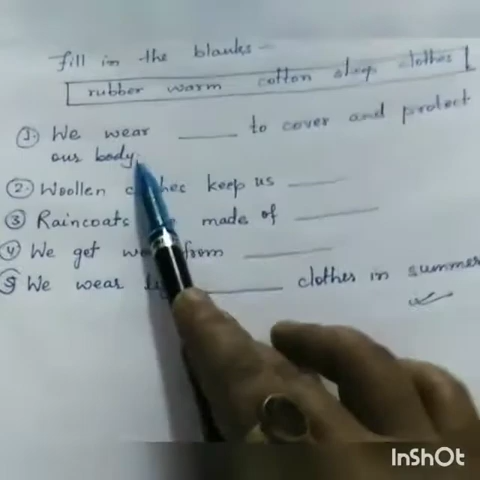 Fill in the blanks -
rubber warm cotton sheep clothes
① We wear ____ to cover and protect
our body.
② Woollen clothes keep us ____
③ Raincoats made of ____
④ We get from ____
⑤ We wear ____ clothes in summer
InShOt